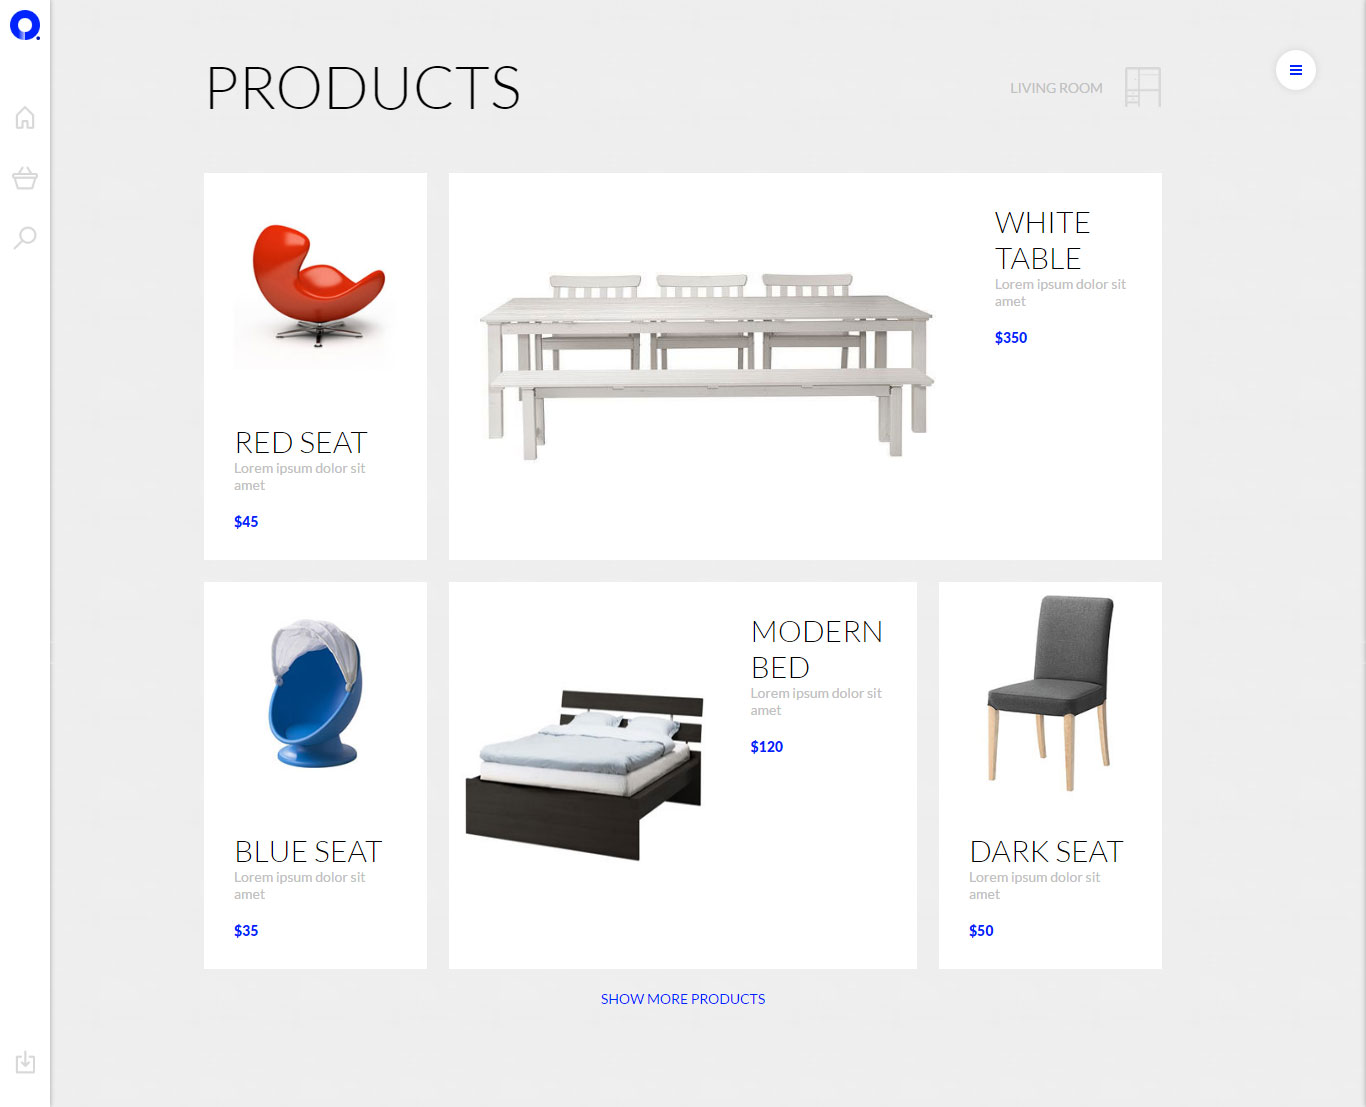 PRODUCTS
LIVING ROOM
RED SEAT
Lorem ipsum dolor sit
amet
$45
WHITE
TABLE
Lorem ipsum dolor sit
amet
$350
BLUE SEAT
Lorem ipsum dolor sit
amet
$35
MODERN
BED
Lorem ipsum dolor sit
amet
$120
DARK SEAT
Lorem ipsum dolor sit
amet
$50
SHOW MORE PRODUCTS